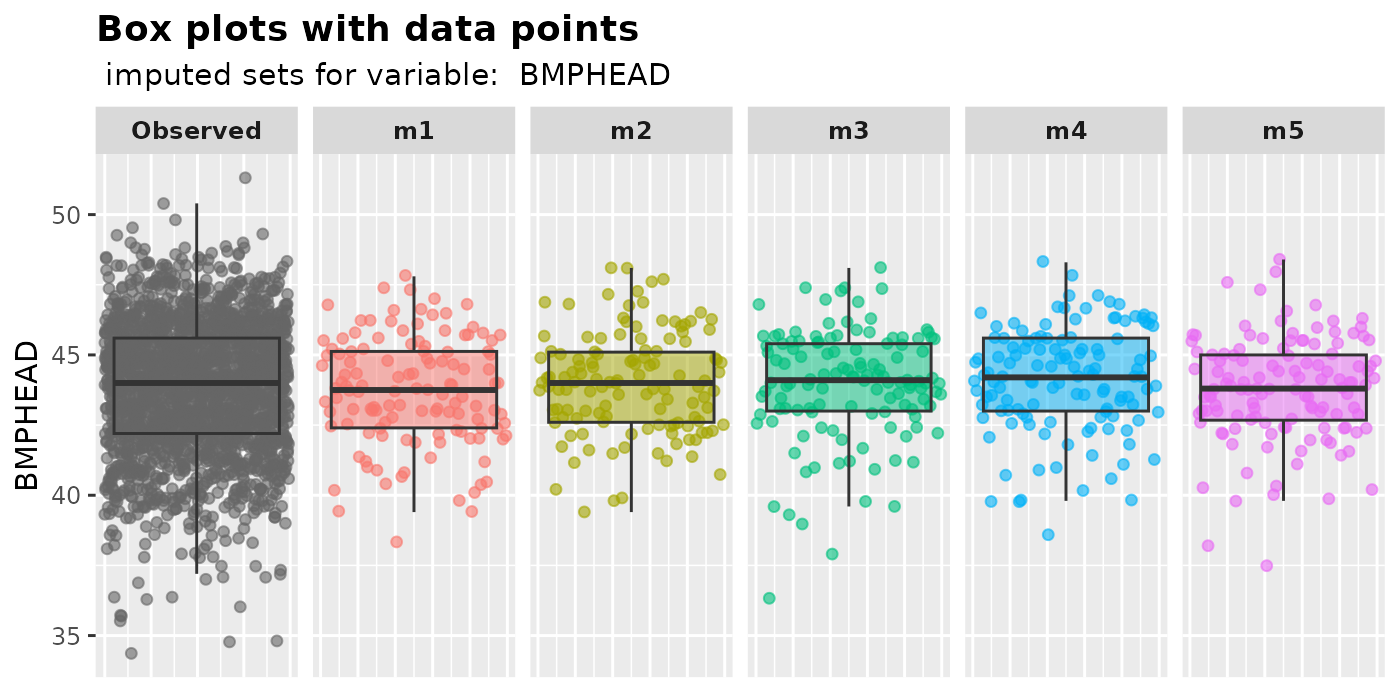 Box plots with data points
imputed sets for variable:  BMPHEAD
Observed m1 m2 m3 m4 m5
50
45
40
35
BMPHEAD